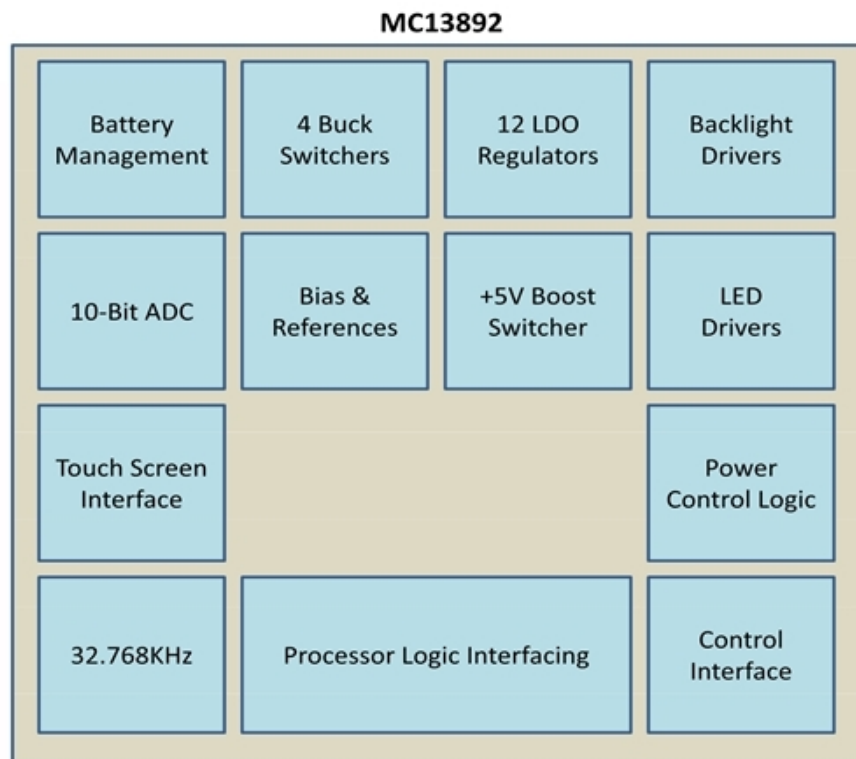 MC13892
Battery
Management
4 Buck
Switchers
12 LDO
Regulators
Backlight
Drivers
10-Bit ADC
Bias &
References
+5V Boost
Switcher
LED
Drivers
Touch Screen
Interface
Power
Control Logic
32.768KHz
Processor Logic Interfacing
Control
Interface